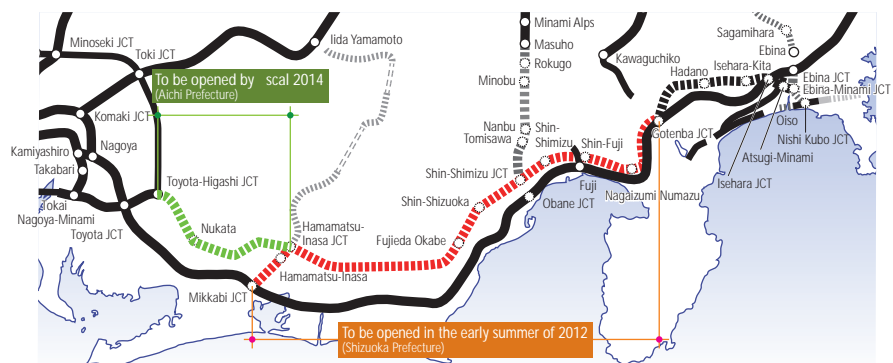 Minami Alps
Sagamihara
Minoseki JCT
Iida Yamamoto
Masuho
Ebina
Toki JCT
Rokugo
Kawaguchiko
Isehara-Kita
Hadano
Ebina JCT
Ebina-Minami JCT
To be opened by scal 2014
(Aichi Prefecture)
Minobu
Komaki JCT
Oiso
Nanbu
Tomisawa
Shin-
Shimizu
Shin-Fuji
Gotenba JCT
Nishi Kubo JCT
Kamiyashiro
Nagoya
Atsugi-Minami
Takabari
Shin-Shimizu JCT
Fuji
Isehara JCT
Toyota-Higashi JCT
Nagaizumi Numazu
Tokai
Nagoya-Minami
Shin-Shizuoka
Obane JCT
Toyota JCT
Nukata
Hamamatsu-
Inasa JCT
Fujieda Okabe
Hamamatsu-Inasa
Mikkabi JCT
To be opened in the early summer of 2012
(Shizuoka Prefecture)